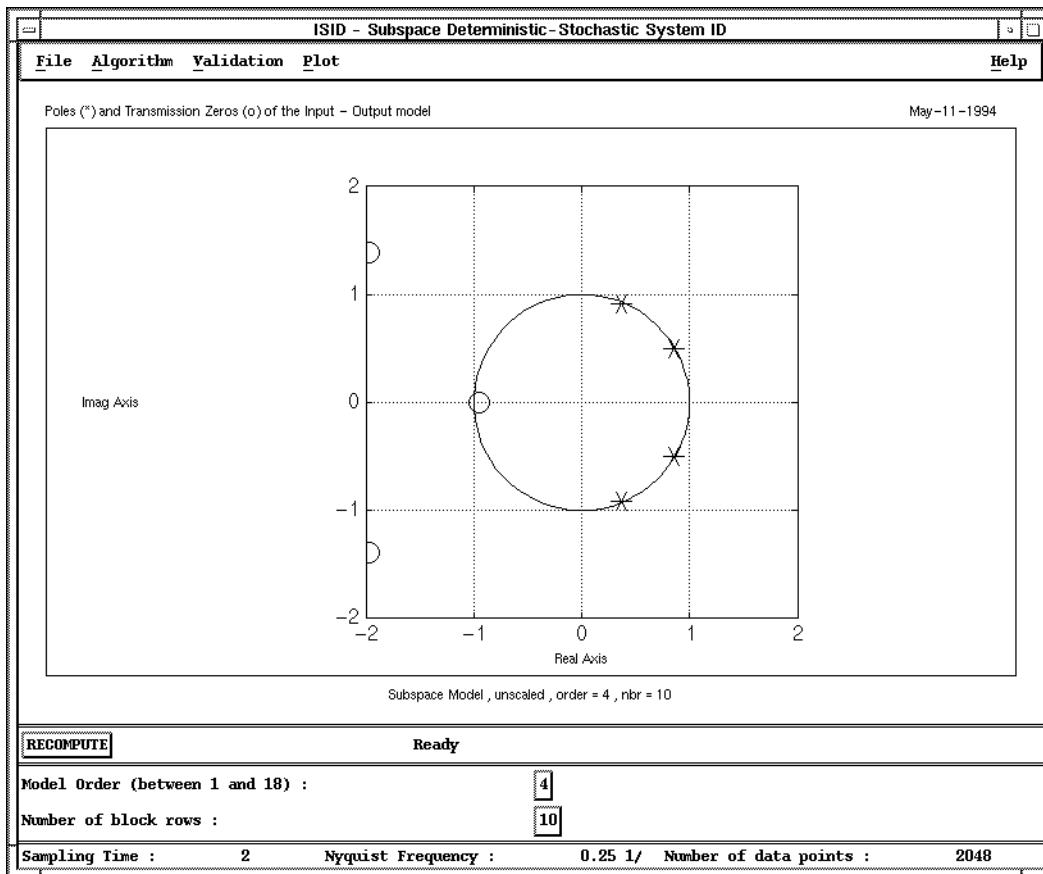 ISID - Subspace Deterministic-Stochastic System ID
File Algorithm Validation Plot Help
Poles (*) and Transmission Zeros (o) of the Input - Output model May-11-1994
2
1
Imag Axis 0
-1
-2
-2 -1 0 1 2
Real Axis
Subspace Model , unscaled , order = 4 , nbr = 10
RECOMPUTE Ready
Model Order (between 1 and 18) : 4
Number of block rows : 10
Sampling Time : 2 Nyquist Frequency : 0.25 1/ Number of data points : 2048